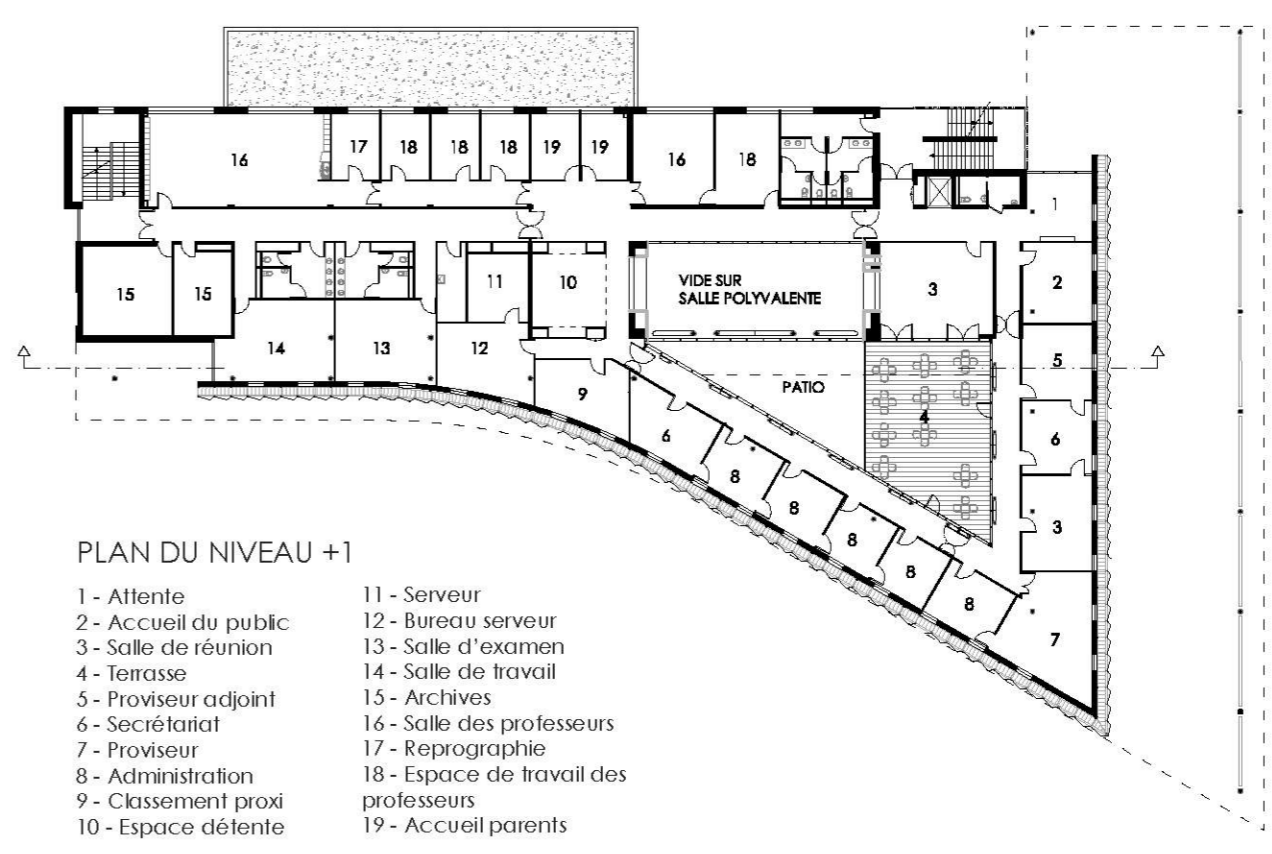 16
17
18
18
18
19
19
16
18
1
15
15
11
10
VIDE SUR
SALLE POLYVALENTE
3
2
14
13
12
9
PATIO
4
5
6
6
8
8
8
8
8
3
7
PLAN DU NIVEAU +1
1 - Attente
2 - Accueil du public
3 - Salle de réunion
4 - Terrasse
5 - Proviseur adjoint
6 - Secrétariat
7 - Proviseur
8 - Administration
9 - Classement proxi
10 - Espace détente
11 - Serveur
12 - Bureau serveur
13 - Salle d'examen
14 - Salle de travail
15 - Archives
16 - Salle des professeurs
17 - Reprographie
18 - Espace de travail des
professeurs
19 - Accueil parents